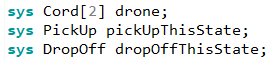 sys Cord[2] drone;
sys PickUp pickUpThisState;
sys DropOff dropOffThisState;